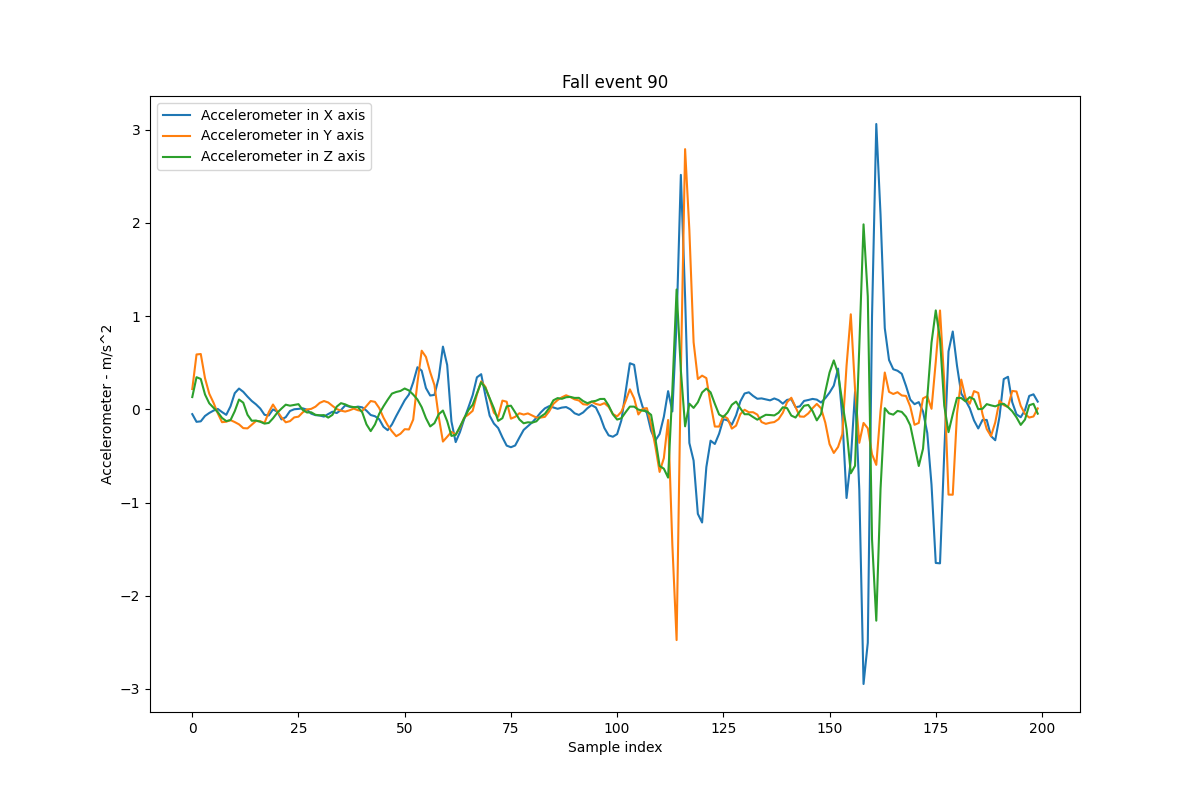 Fall event 90
Accelerometer in X axis
Accelerometer in Y axis
Accelerometer in Z axis
Accelerometer - m/s^2
3
2
1
0
−1
−2
−3
0 25 50 75 100 125 150 175 200
Sample index